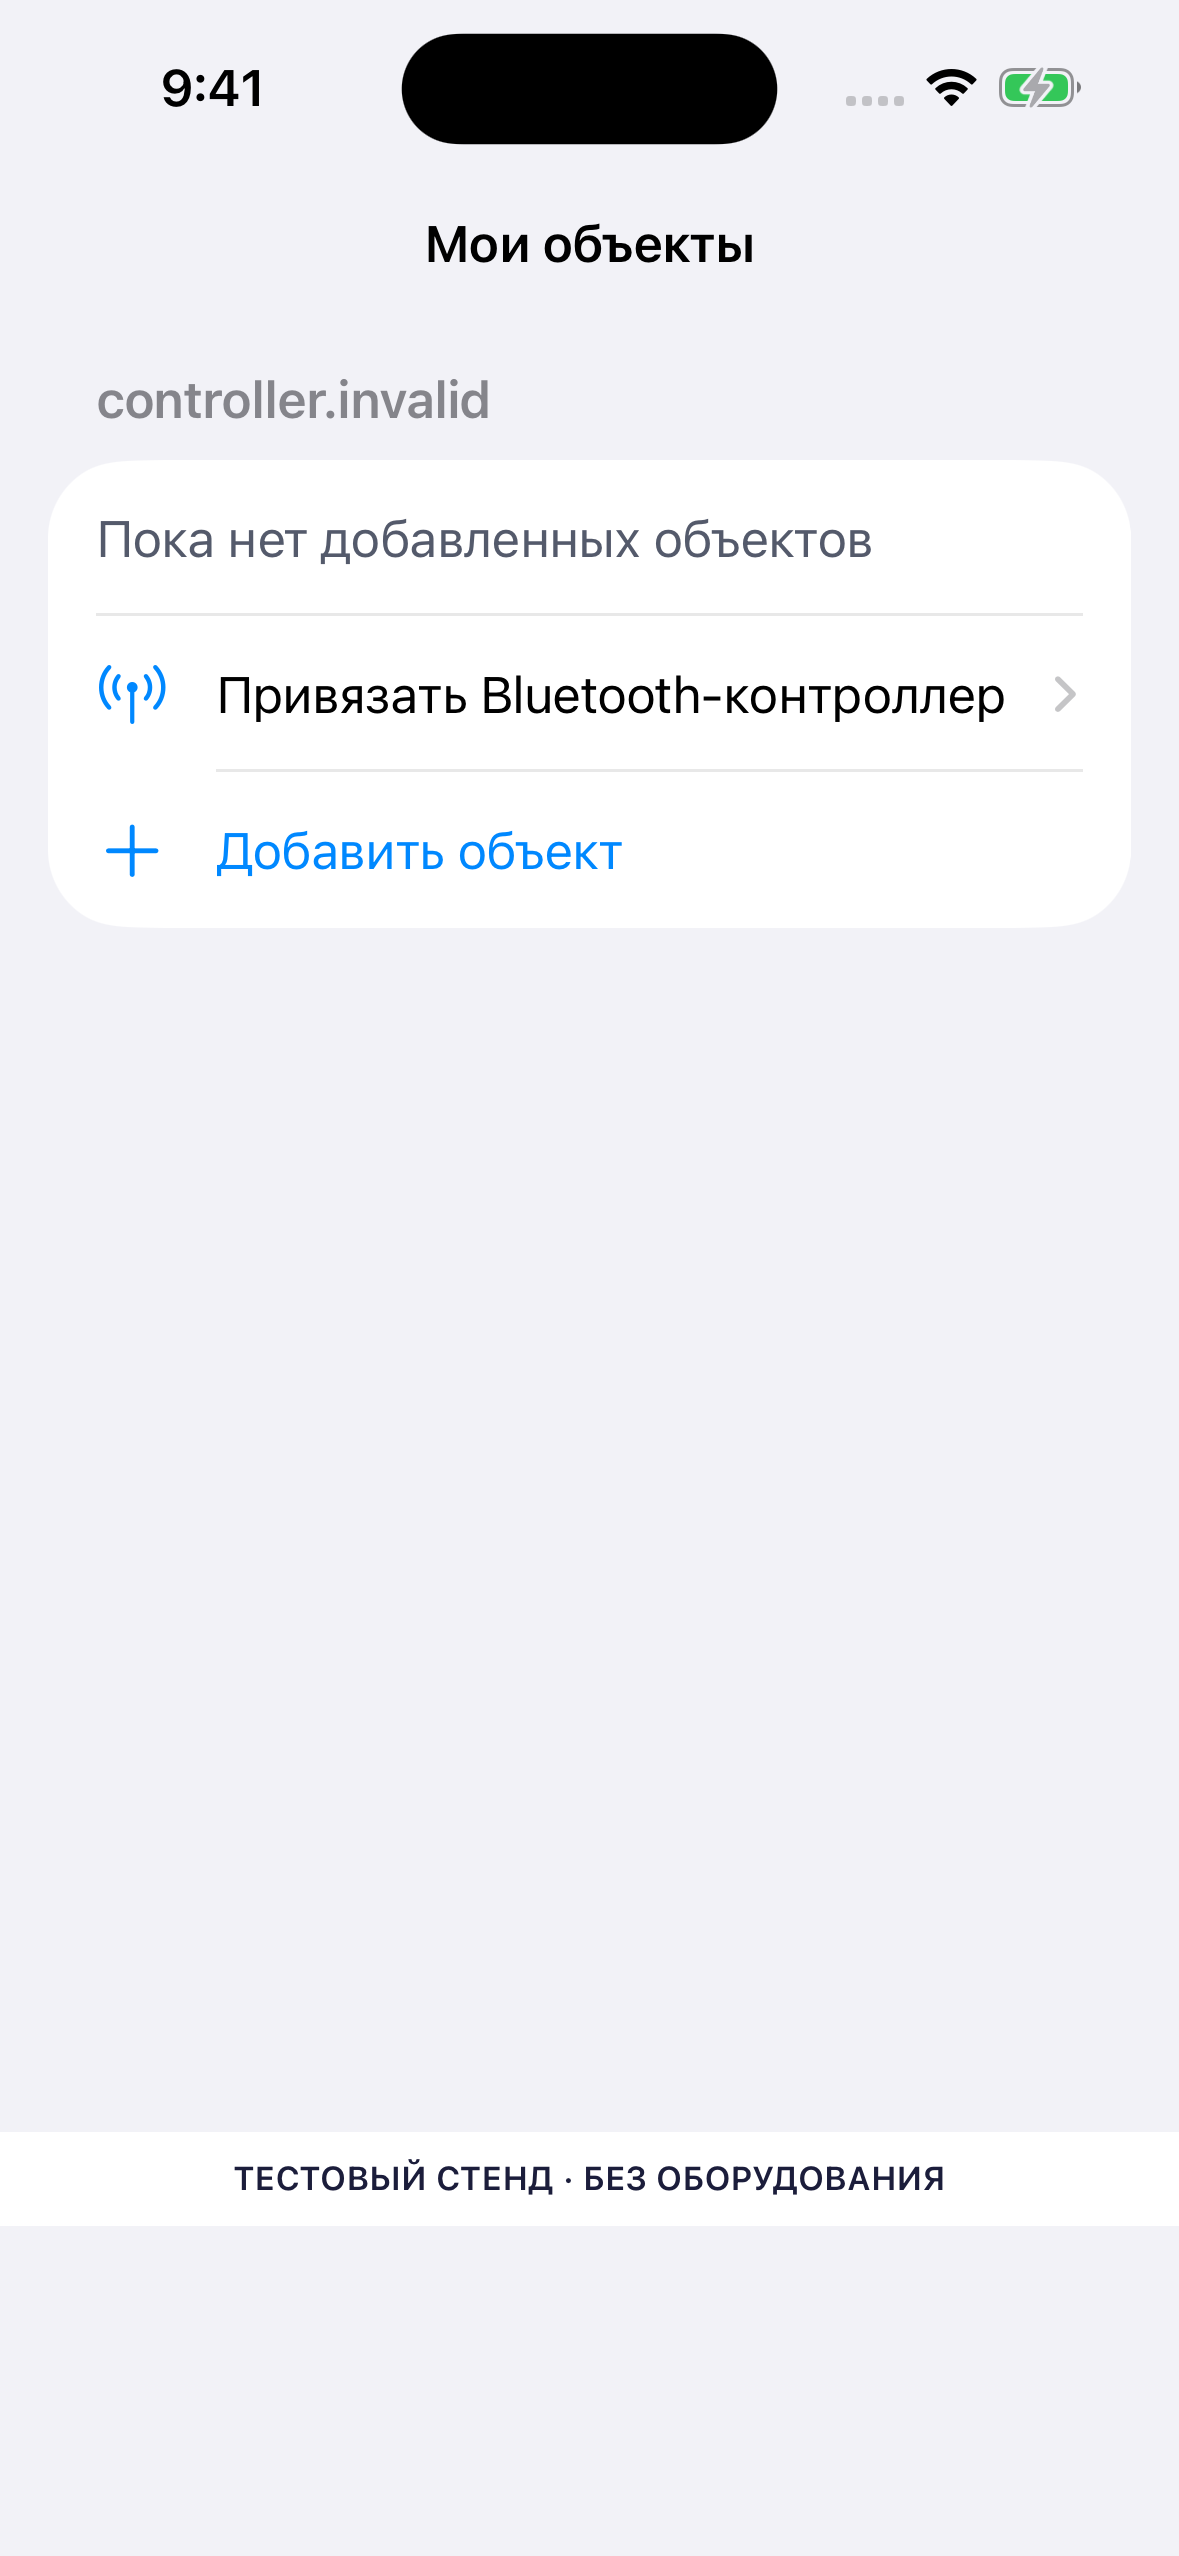 9:41
Мои объекты
controller.invalid
Пока нет добавленных объектов
Привязать Bluetooth-контроллер
Добавить объект
ТЕСТОВЫЙ СТЕНД · БЕЗ ОБОРУДОВАНИЯ